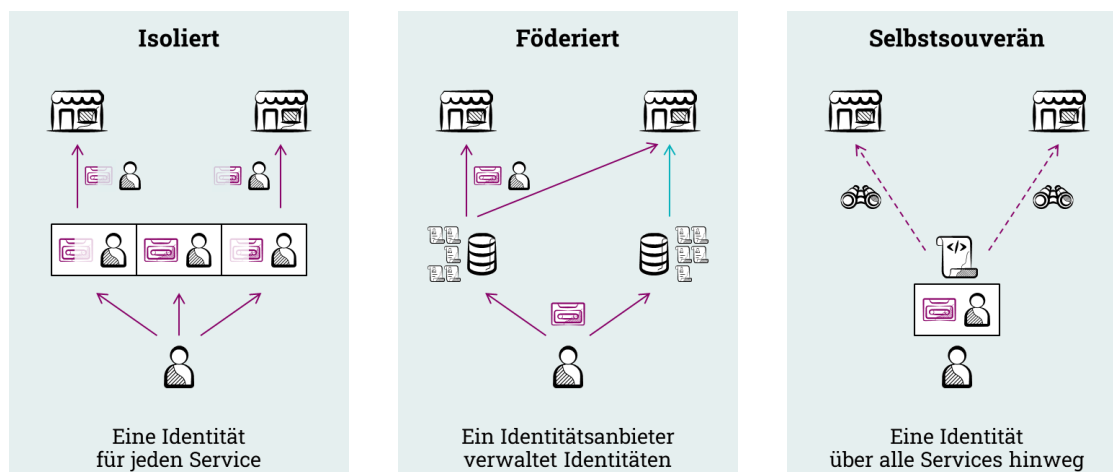 Isoliert
Eine Identität
für jeden Service
Föderiert
Ein Identitätsanbieter
verwaltet Identitäten
Selbstsouverän
</>
Eine Identität
über alle Services hinweg